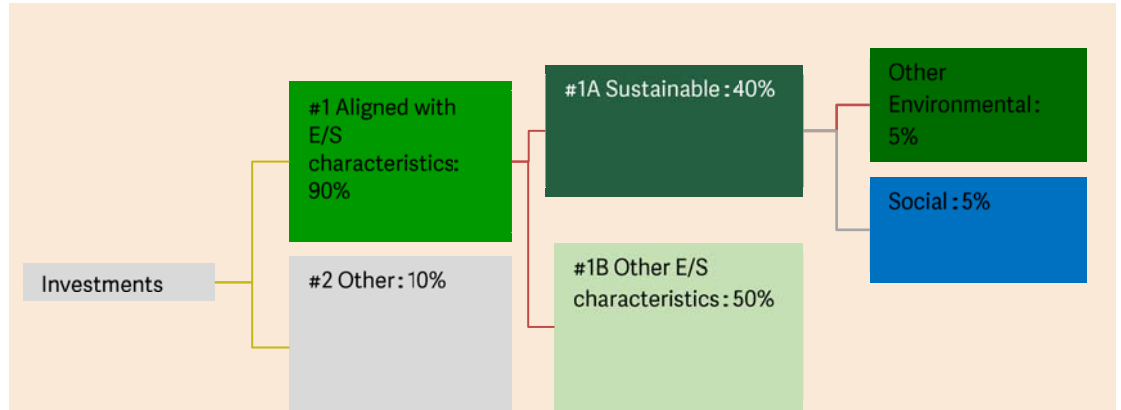 Investments
#1 Aligned with
E/S
characteristics:
90%
#2 Other: 10%
#1A Sustainable: 40%
#1B Other E/S
characteristics: 50%
Other
Environmental:
5%
Social: 5%